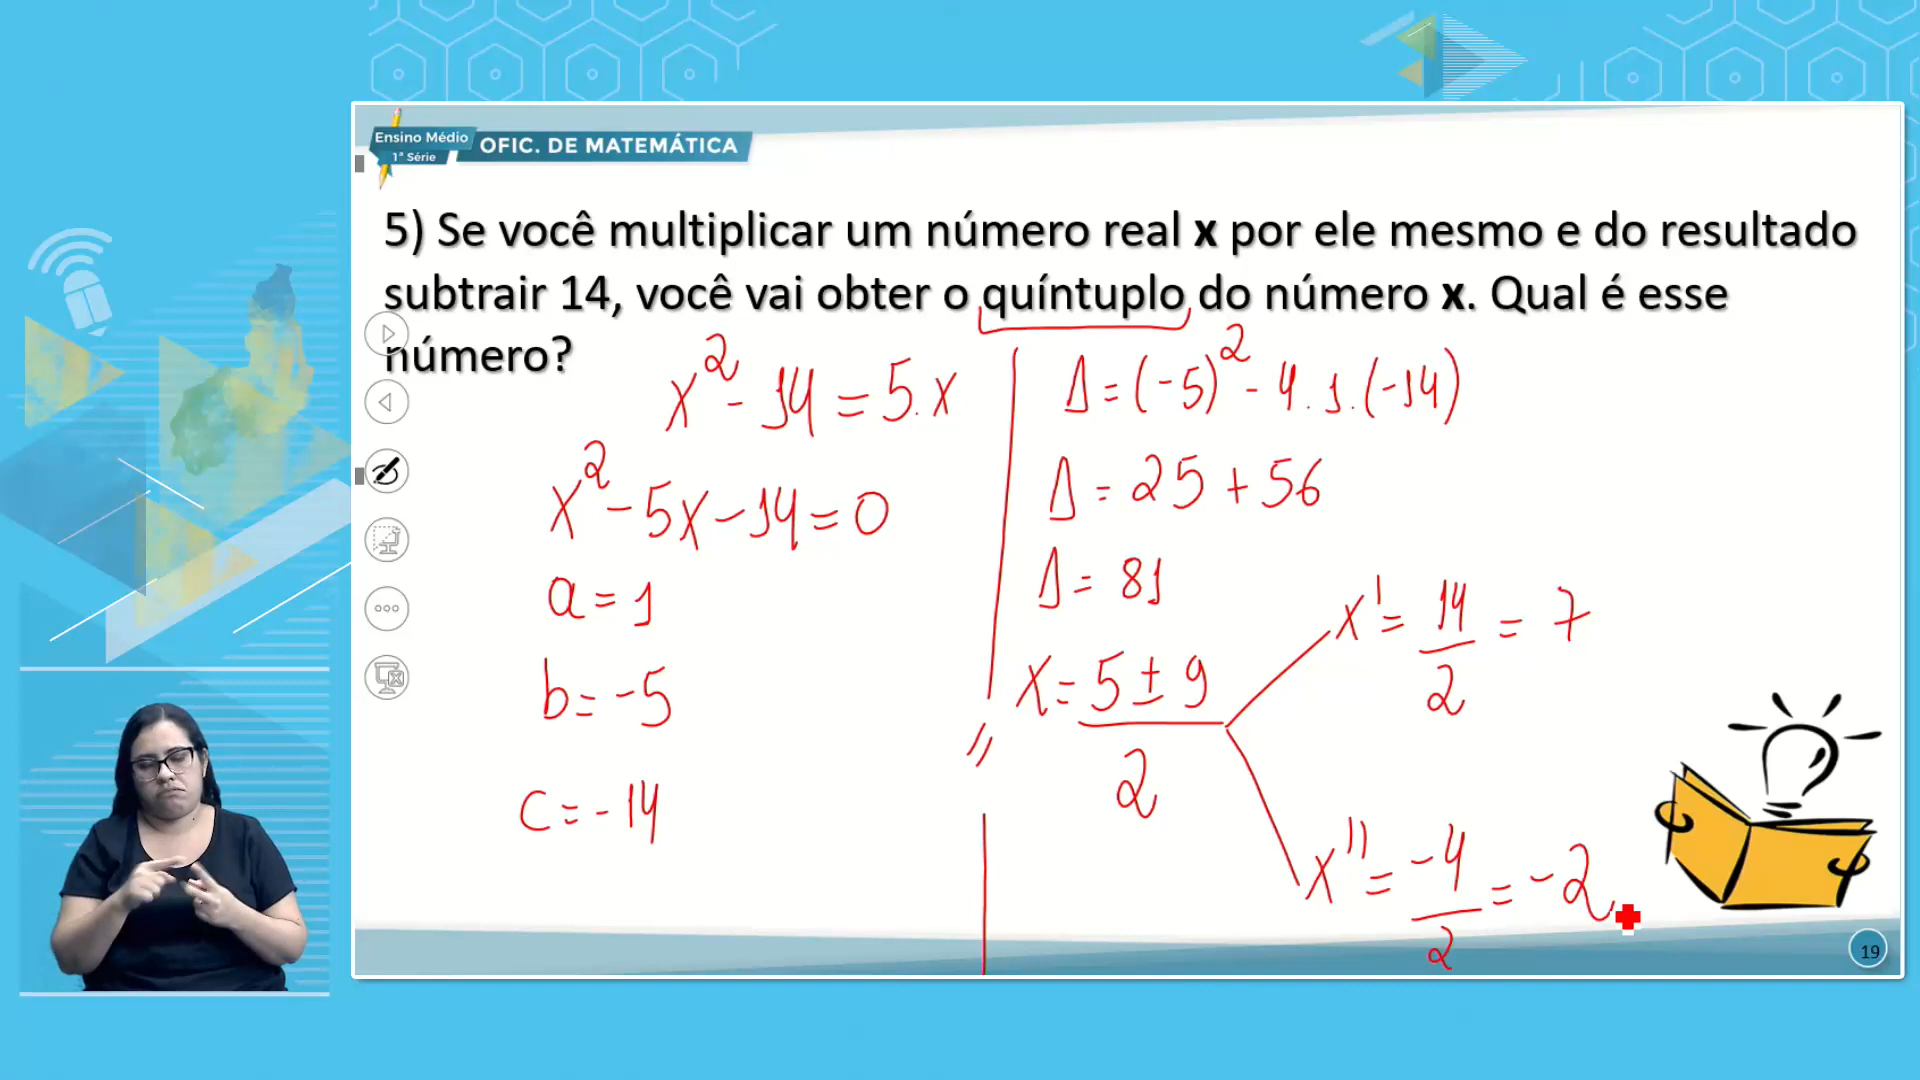 Ensino Médio
1ª Série
OFIC. DE MATEMÁTICA
5) Se você multiplicar um número real x por ele mesmo e do resultado
subtrair 14, você vai obter o quíntuplo do número x. Qual é esse
número?
x² - 14 = 5.x
x² - 5x - 14 = 0
a = 1
b = -5
c = -14
Δ = (-5)² - 4.1.(-14)
Δ = 25 + 56
Δ = 81
x = 5 ± 9 / 2
x' = 14/2 = 7
x'' = -4/2 = -2
19